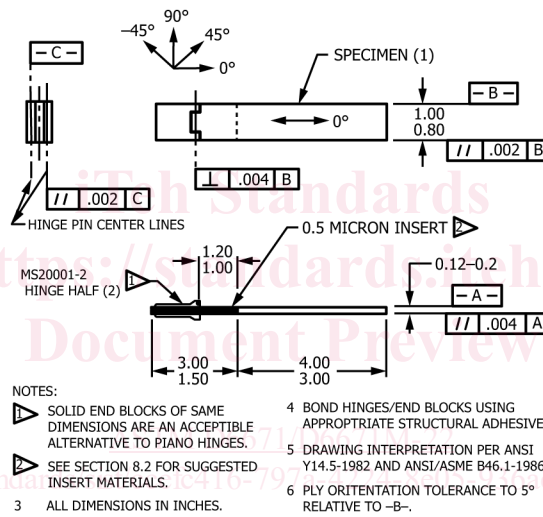 90°
−45°
45°
0°
– C –
SPECIMEN (1)
– B –
0°
1.00
0.80
// .002 B
⊥ .004 B
// .002 C
HINGE PIN CENTER LINES
0.5 MICRON INSERT 2
1.20
1.00
MS20001-2
HINGE HALF (2)
1
0.12–0.2
– A –
// .004 A
3.00
1.50
4.00
3.00
NOTES:
1 SOLID END BLOCKS OF SAME
DIMENSIONS ARE AN ACCEPTIBLE
ALTERNATIVE TO PIANO HINGES.
2 SEE SECTION 8.2 FOR SUGGESTED
INSERT MATERIALS.
3 ALL DIMENSIONS IN INCHES.
4 BOND HINGES/END BLOCKS USING
APPROPTRIATE STRUCTURAL ADHESIVE
5 DRAWING INTERPRETATION PER ANSI
Y14.5-1982 AND ANSI/ASME B46.1-1986
6 PLY ORITENTATION TOLERANCE TO 5°
RELATIVE TO –B–.
iTeh Standards
ttps://standards.iteh
Document Preview